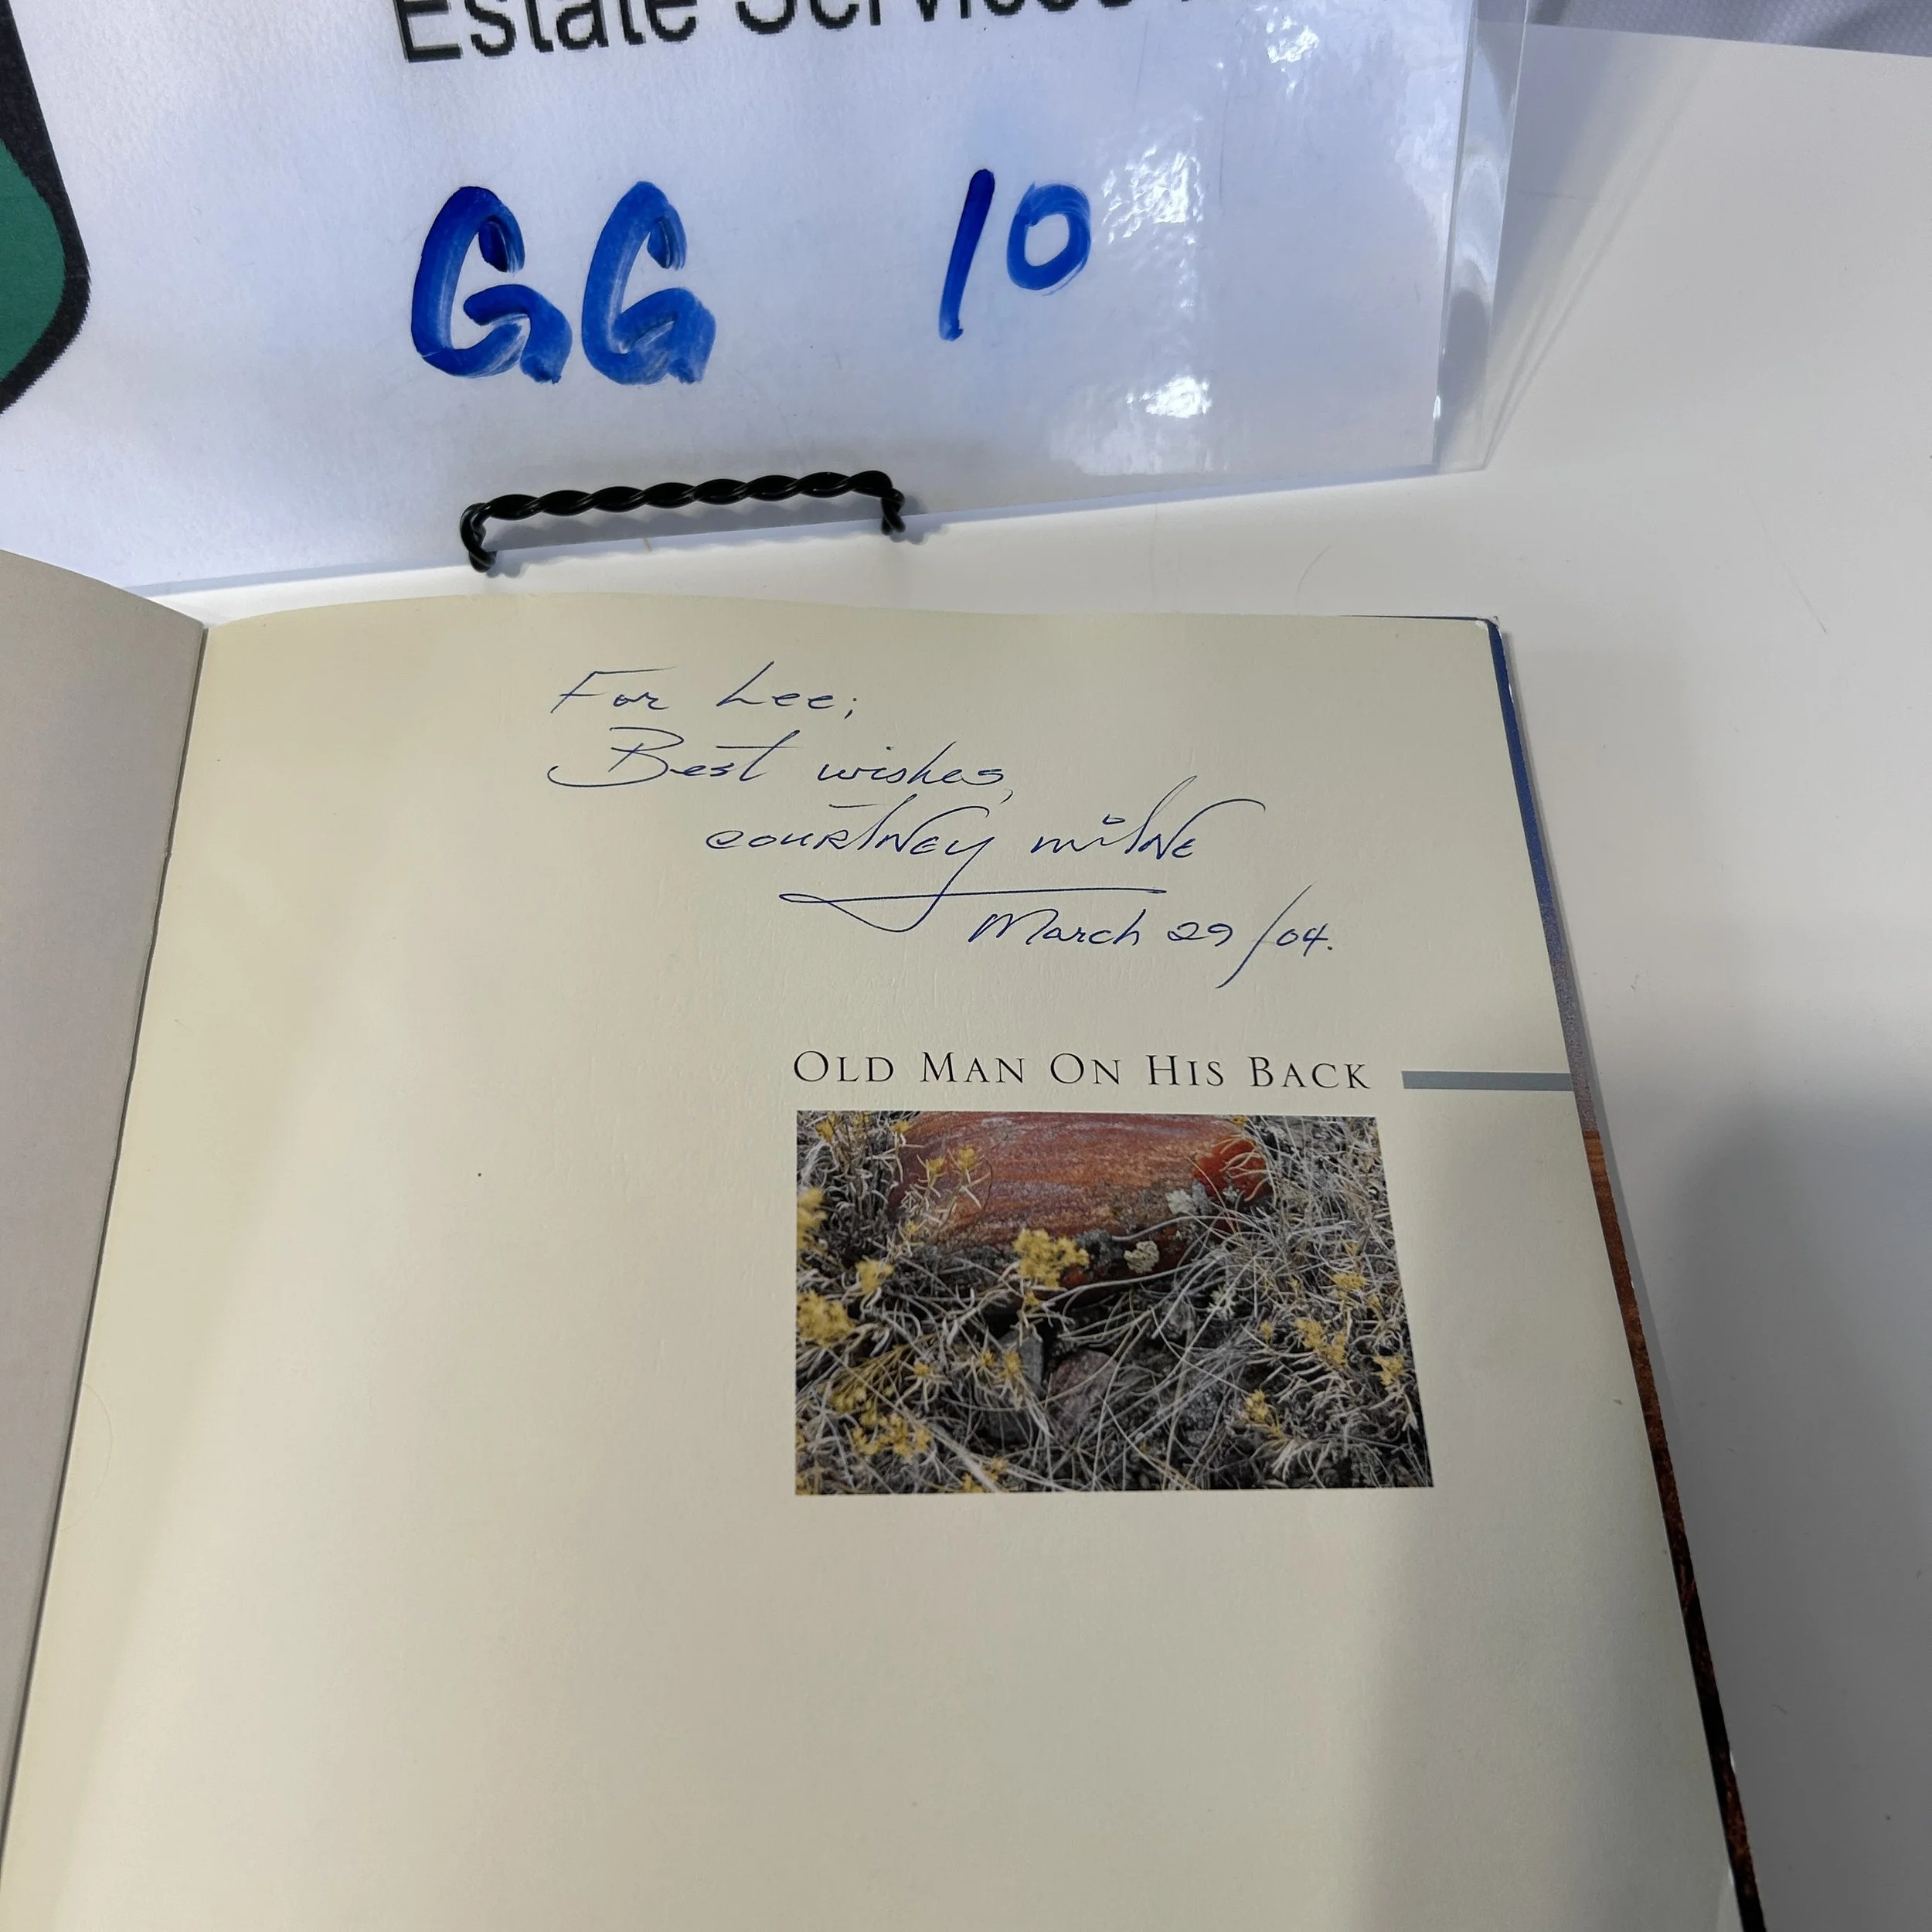 Estate Services
GG 10
For Lee;
Best wishes,
COURTNEY MILNE
March 29/04.
OLD MAN ON HIS BACK